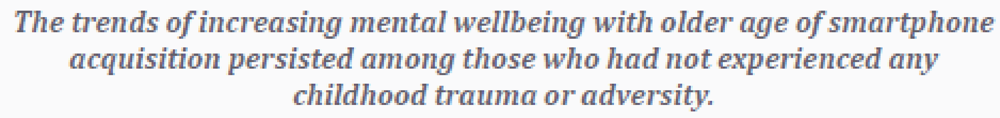 The trends of increasing mental wellbeing with older age of smartphone
acquisition persisted among those who had not experienced any
childhood trauma or adversity.